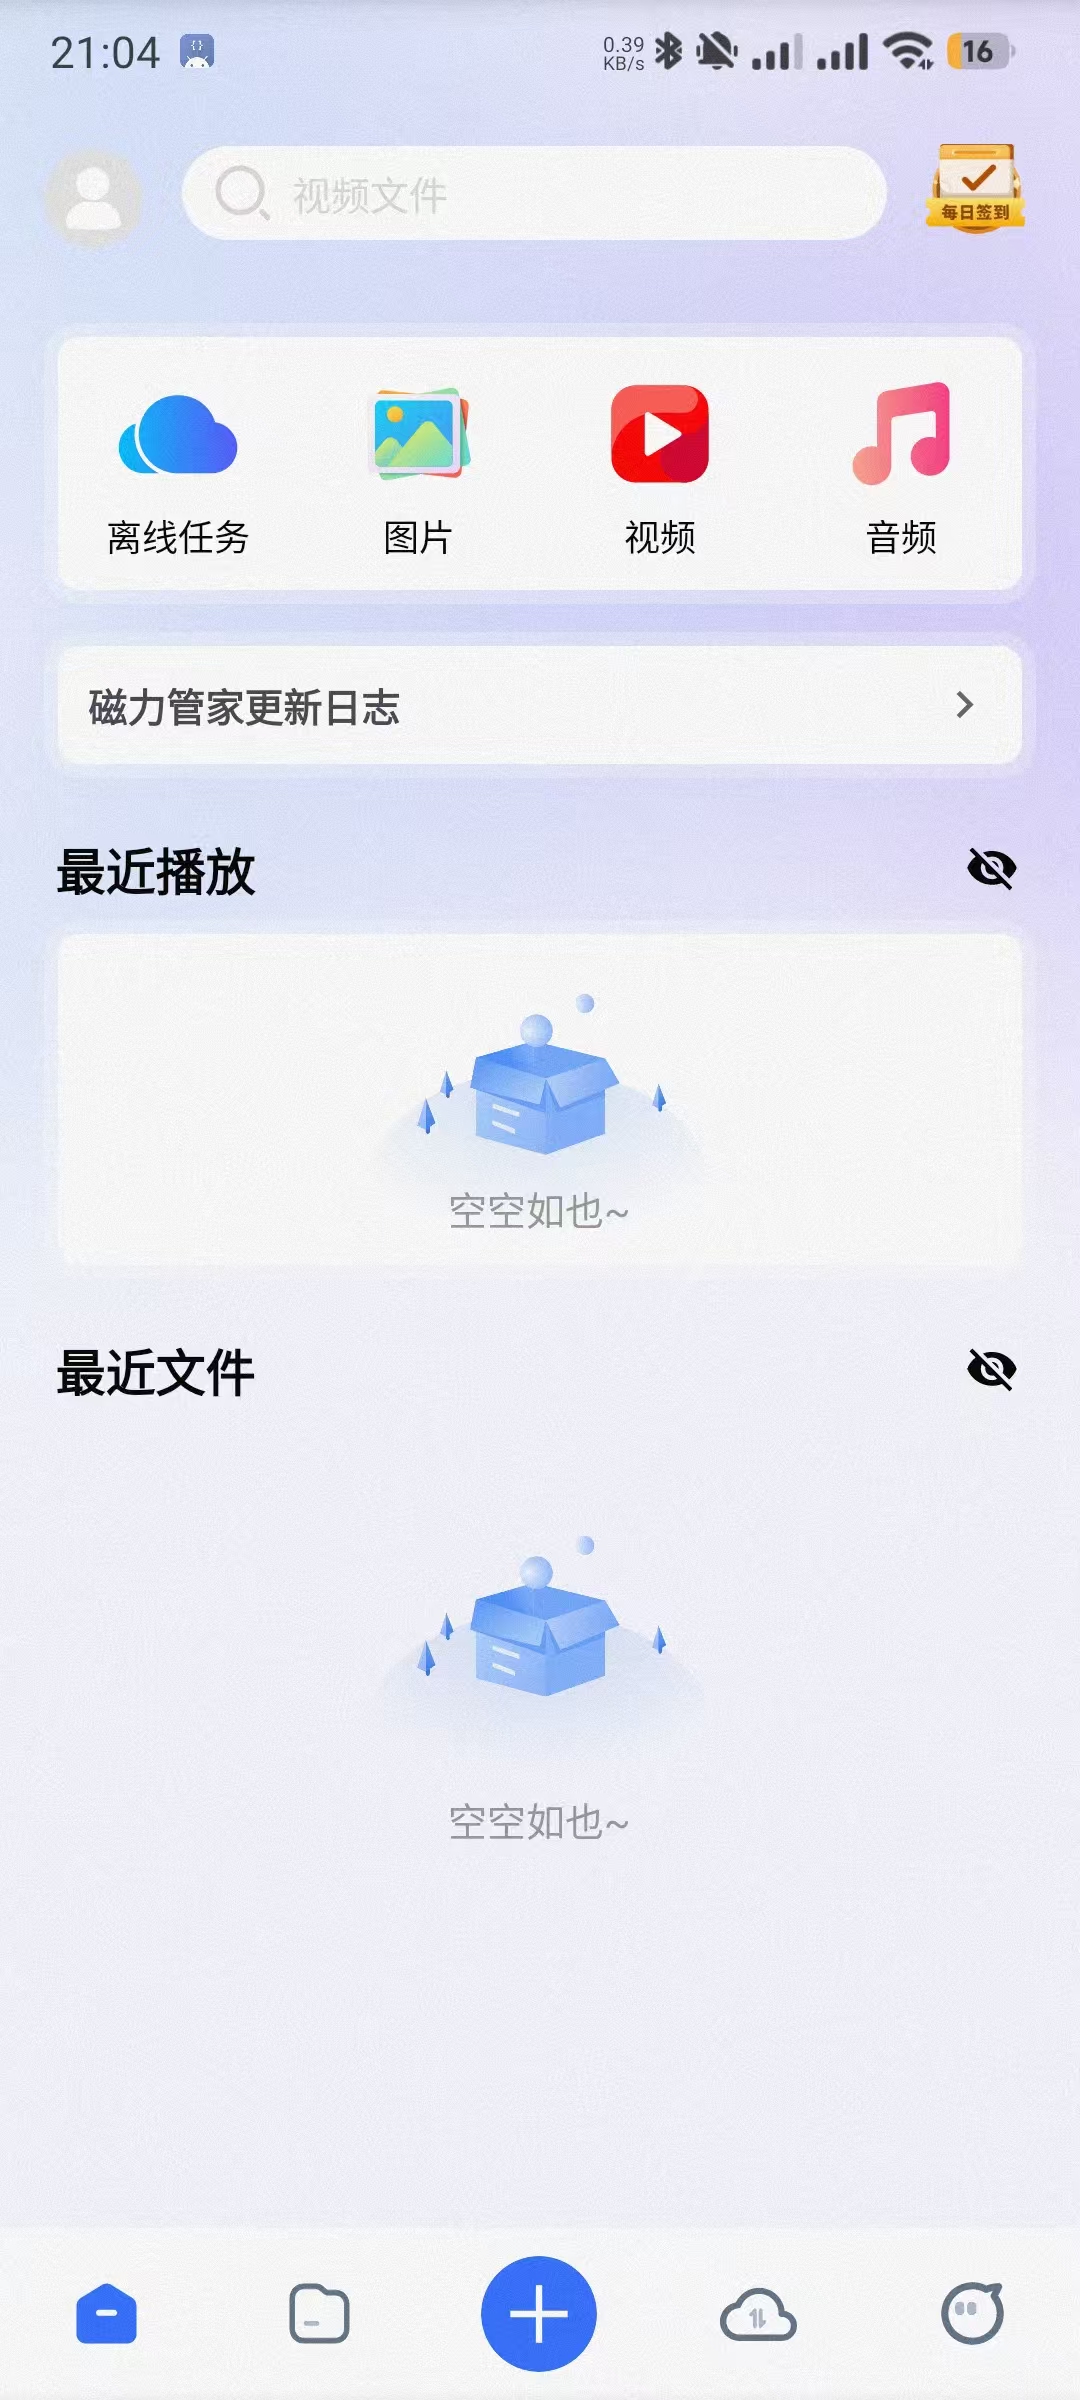 21:04
0.39
KB/s
16
视频文件
每日签到
离线任务
图片
视频
音频
磁力管家更新日志
最近播放
空空如也~
最近文件
空空如也~